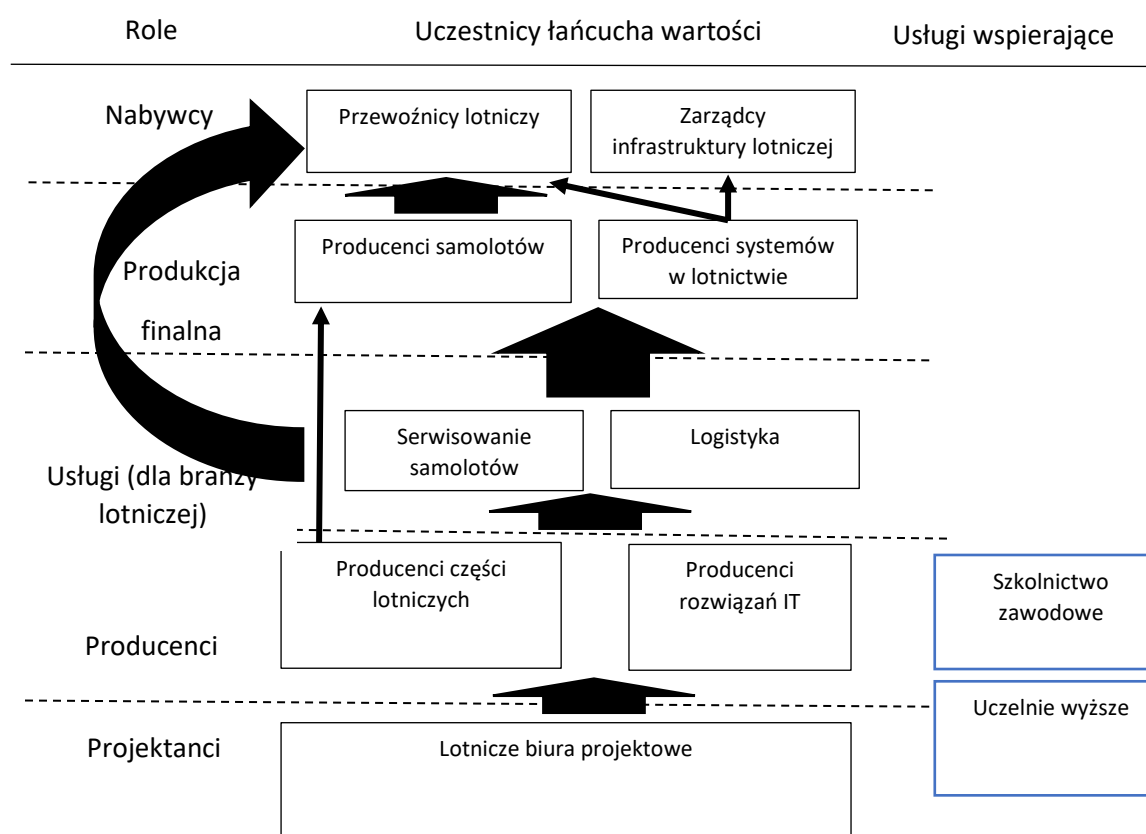 Role
Uczestnicy łańcucha wartości
Usługi wspierające
Nabywcy
Przewoźnicy lotniczy
Zarządcy
infrastruktury lotniczej
Produkcja
finalna
Producenci samolotów
Producenci systemów
w lotnictwie
Usługi (dla branży
lotniczej)
Serwisowanie
samolotów
Logistyka
Producenci
Producenci części
lotniczych
Producenci
rozwiązań IT
Szkolnictwo
zawodowe
Projektanci
Lotnicze biura projektowe
Uczelnie wyższe